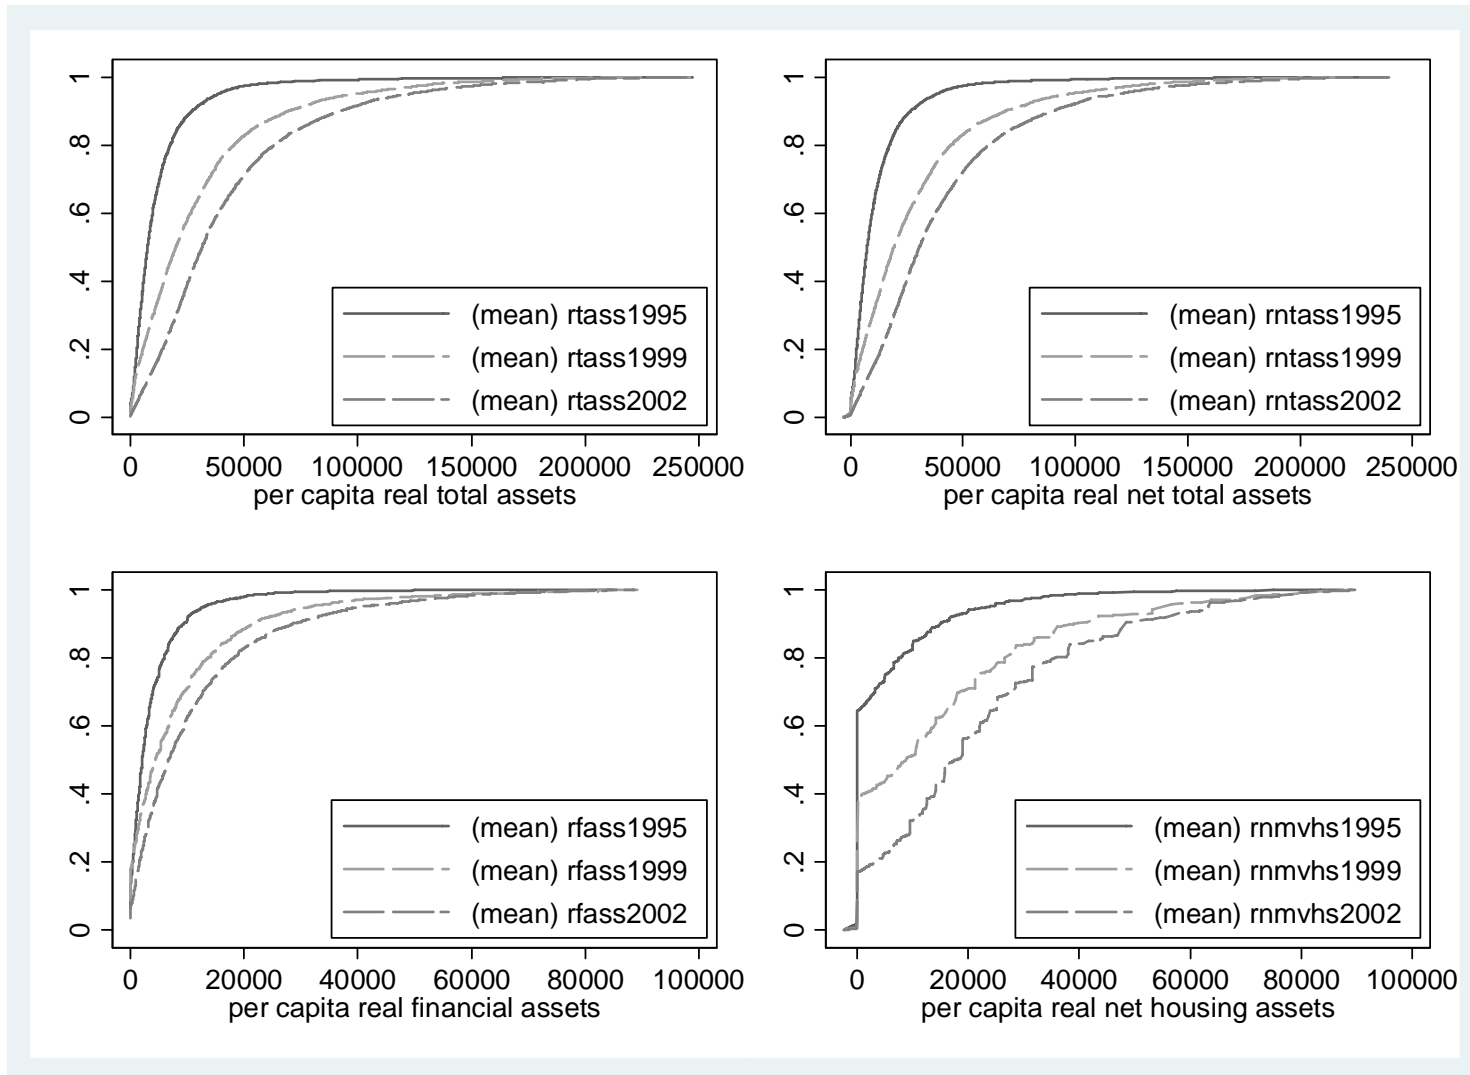 1
.8
.6
.4
.2
0
(mean) rtass1995
(mean) rtass1999
(mean) rtass2002
0 50000 100000 150000 200000 250000
per capita real total assets
1
.8
.6
.4
.2
0
(mean) rntass1995
(mean) rntass1999
(mean) rntass2002
0 50000 100000 150000 200000 250000
per capita real net total assets
1
.8
.6
.4
.2
0
(mean) rfass1995
(mean) rfass1999
(mean) rfass2002
0 20000 40000 60000 80000 100000
per capita real financial assets
1
.8
.6
.4
.2
0
(mean) rnmvhs1995
(mean) rnmvhs1999
(mean) rnmvhs2002
0 20000 40000 60000 80000 100000
per capita real net housing assets